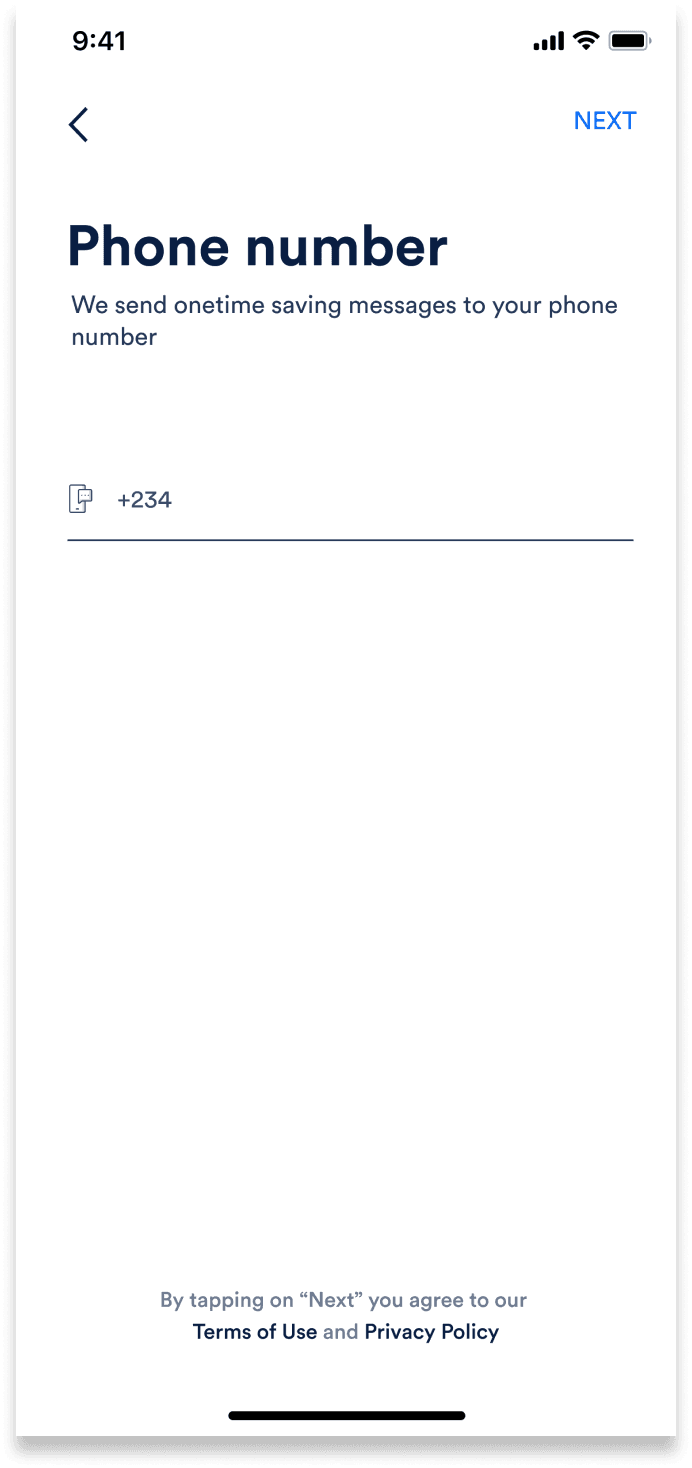 9:41
NEXT
Phone number
We send onetime saving messages to your phone
number
+234
By tapping on “Next” you agree to our
Terms of Use and Privacy Policy